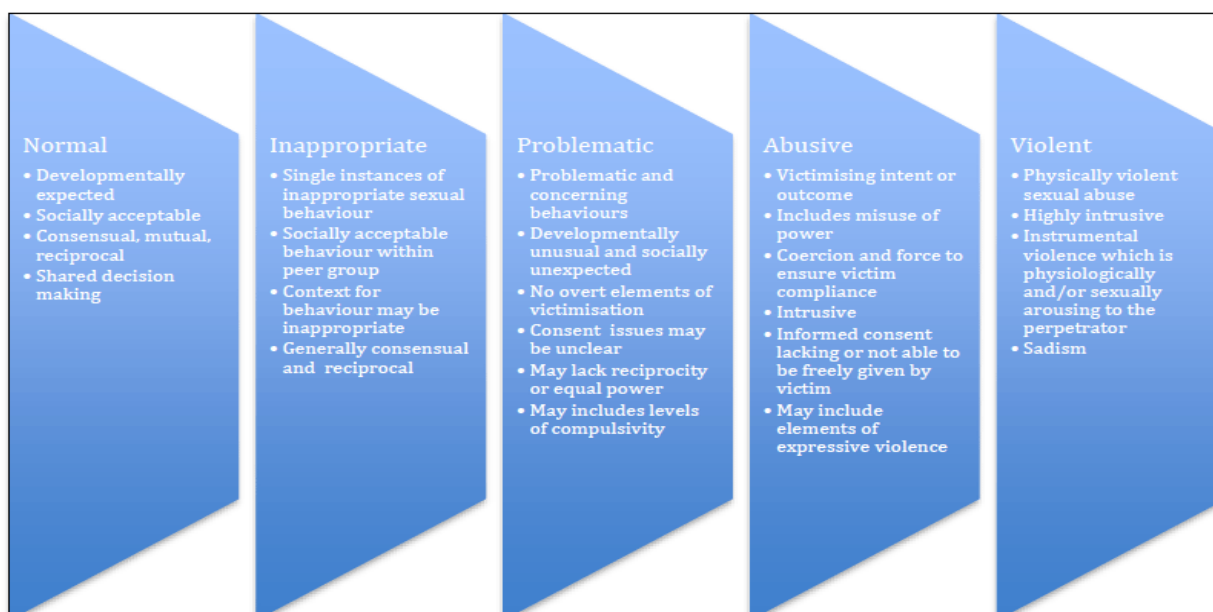 Normal
• Developmentally
expected
• Socially acceptable
• Consensual, mutual,
reciprocal
• Shared decision
making
Inappropriate
• Single instances of
inappropriate sexual
behaviour
• Socially acceptable
behaviour within
peer group
• Context for
behaviour may be
inappropriate
• Generally consensual
and reciprocal
Problematic
• Problematic and
concerning
behaviours
• Developmentally
unusual and socially
unexpected
• No overt elements of
victimisation
• Consent issues may
be unclear
• May lack reciprocity
or equal power
• May includes levels
of compulsivity
Abusive
• Victimising intent or
outcome
• Includes misuse of
power
• Coercion and force to
ensure victim
compliance
• Intrusive
• Informed consent
lacking or not able to
be freely given by
victim
• May include
elements of
expressive violence
Violent
• Physically violent
sexual abuse
• Highly intrusive
• Instrumental
violence which is
physiologically
and/or sexually
arousing to the
perpetrator
• Sadism